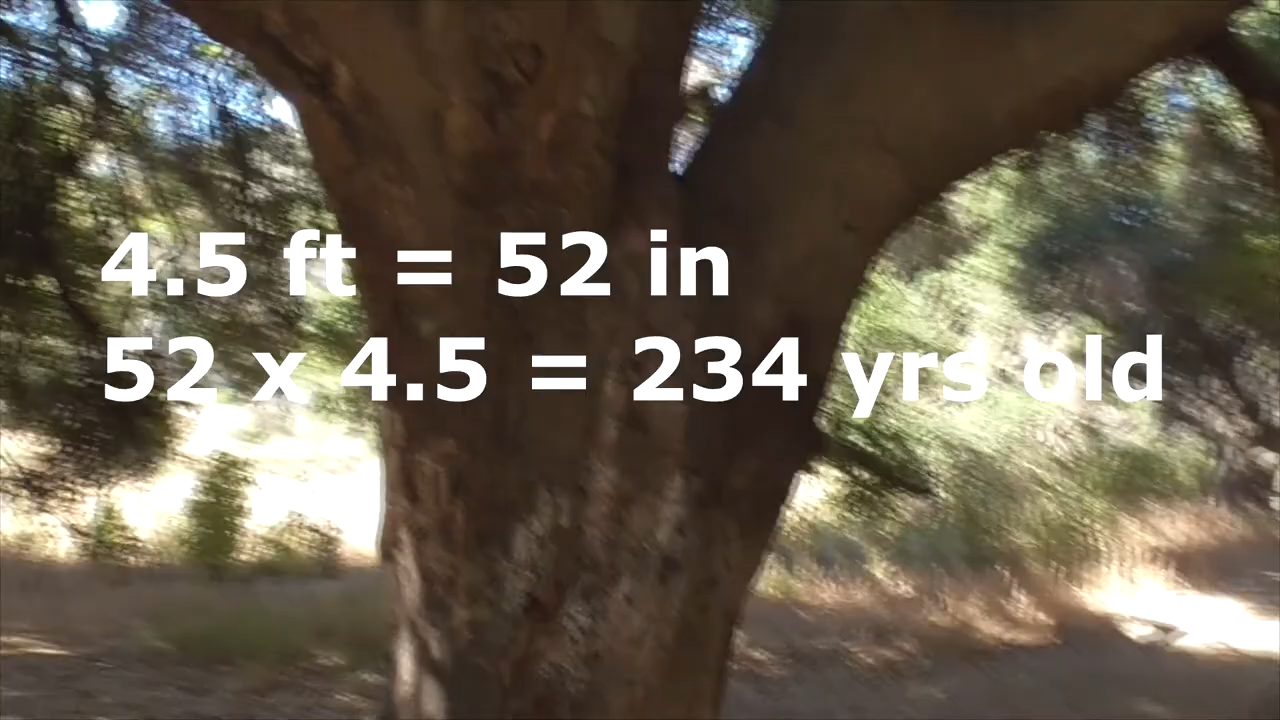 4.5 ft = 52 in
52 x 4.5 = 234 yrs old